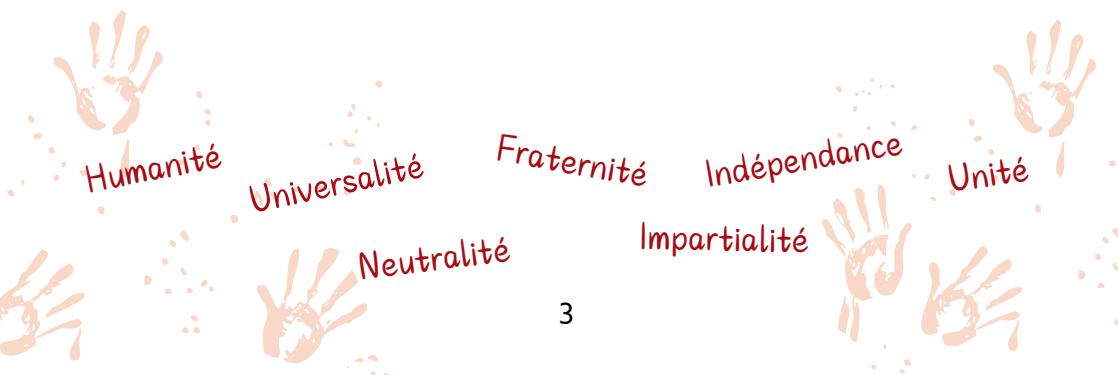 Humanité
Universalité
Fraternité
Indépendance
Unité
Neutralité
Impartialité
3